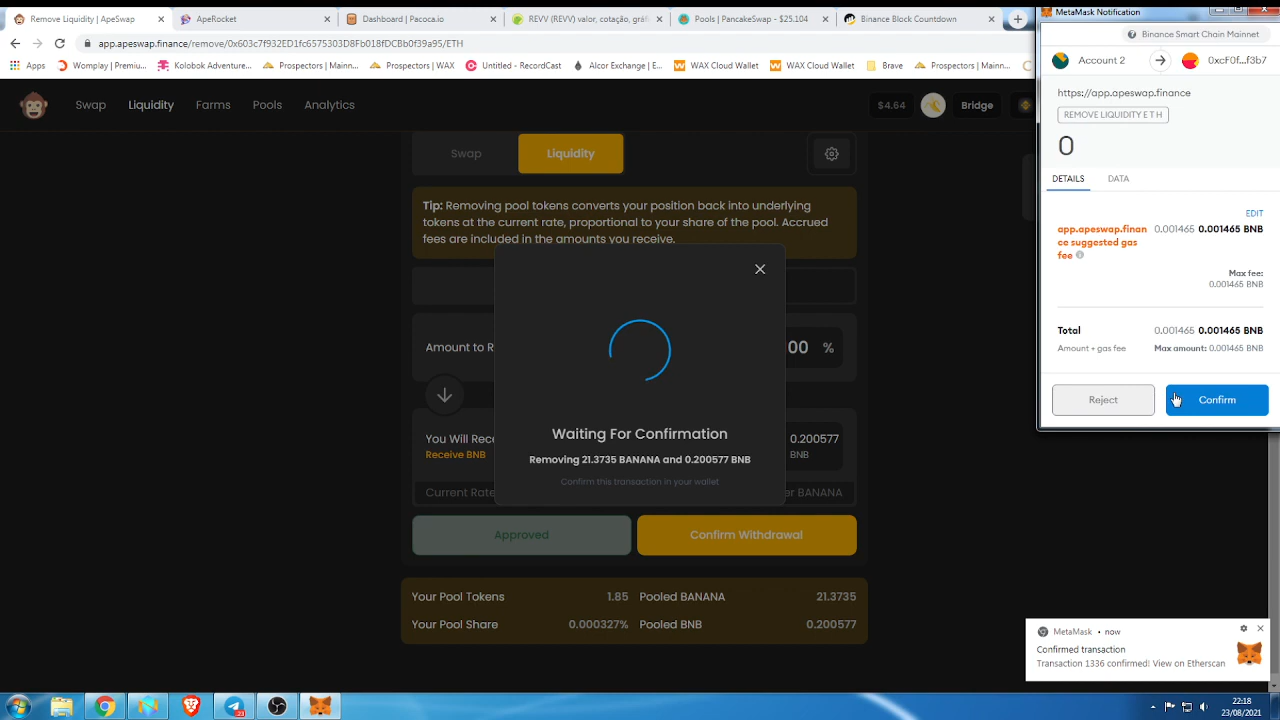 Remove Liquidity | ApeSwap
ApeRocket
Dashboard | Pacoca.io
REVV (REVV) valor, cotação, grá
Pools | PancakeSwap - $25.104
Binance Block Countdown
MetaMask Notification
app.apeswap.finance/remove/0x603c7f932ED1fc6575303D8Fb018fDCBb0f39a95/ETH
Apps
Womplay | Premiu...
Kolobok Adventure...
Prospectors | Mainn...
Prospectors | WAX
Untitled - RecordCast
Alcor Exchange, E...
WAX Cloud Wallet
WAX Cloud Wallet
Brave
Prospectors | Mainn...
Swap
Liquidity
Farms
Pools
Analytics
$4.64
Bridge
Swap
Liquidity
Tip: Removing pool tokens converts your position back into underlying
tokens at the current rate, proportional to your share of the pool. Accrued
fees are included in the amounts you receive.
Amount to R
00 %
You Will Rece
Receive BNB
0.200577
BNB
Current Rate
er BANANA
Waiting For Confirmation
Removing 21.3735 BANANA and 0.200577 BNB
Confirm this transaction in your wallet
Approved
Confirm Withdrawal
Your Pool Tokens 1.85
Pooled BANANA 21.3735
Your Pool Share 0.000327%
Pooled BNB 0.200577
Binance Smart Chain Mainnet
Account 2
0xcF0f...f3b7
https://app.apeswap.finance
REMOVE LIQUIDITY E T H
0
DETAILS
DATA
EDIT
app.apeswap.finan
ce suggested gas
fee
0.001465 0.001465 BNB
Max fee:
0.001465 BNB
Total 0.001465 0.001465 BNB
Amount + gas fee Max amount: 0.001465 BNB
Reject
Confirm
MetaMask • now
Confirmed transaction
Transaction 1336 confirmed! View on Etherscan
22:18
23/08/2021